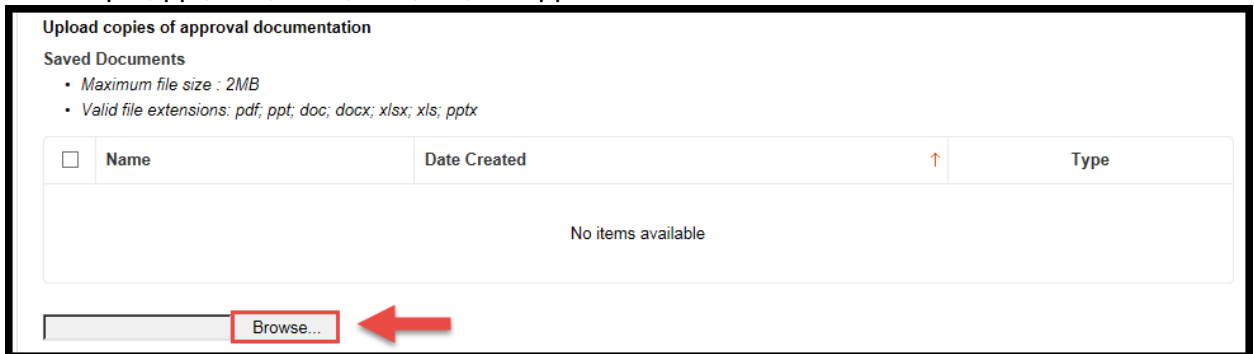 Upload copies of approval documentation
Saved Documents
• Maximum file size : 2MB
• Valid file extensions: pdf; ppt; doc; docx; xlsx; xls; pptx
Name Date Created ↑ Type
No items available
Browse...